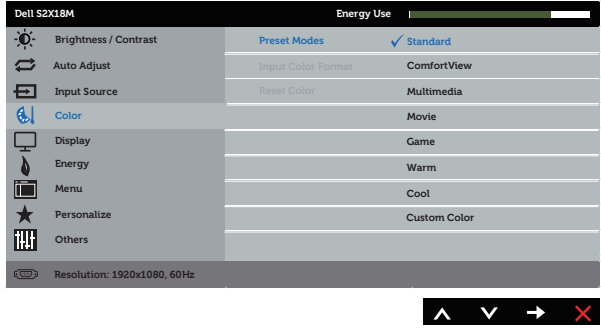 Dell S2X18M Energy Use
Brightness / Contrast Preset Modes Standard
Auto Adjust Input Color Format ComfortView
Input Source Reset Color Multimedia
Color Movie
Display Game
Energy Warm
Menu Cool
Personalize Custom Color
Others
Resolution: 1920x1080, 60Hz